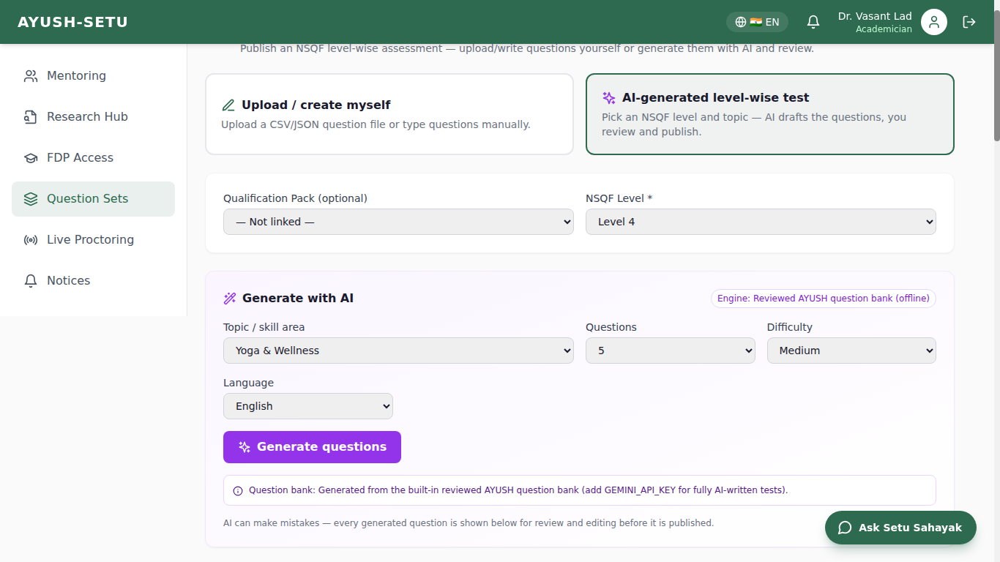 AYUSH-SETU
🇮🇳 EN
Dr. Vasant Lad
Academician
Mentoring
Research Hub
FDP Access
Question Sets
Live Proctoring
Notices
Publish an NSQF level-wise assessment — upload/write questions yourself or generate them with AI and review.
Upload / create myself
Upload a CSV/JSON question file or type questions manually.
AI-generated level-wise test
Pick an NSQF level and topic — AI drafts the questions, you
review and publish.
Qualification Pack (optional)
— Not linked —
NSQF Level *
Level 4
Generate with AI
Engine: Reviewed AYUSH question bank (offline)
Topic / skill area
Yoga & Wellness
Questions
5
Difficulty
Medium
Language
English
Generate questions
Question bank: Generated from the built-in reviewed AYUSH question bank (add GEMINI_API_KEY for fully AI-written tests).
AI can make mistakes — every generated question is shown below for review and editing before it is published.
Ask Setu Sahayak